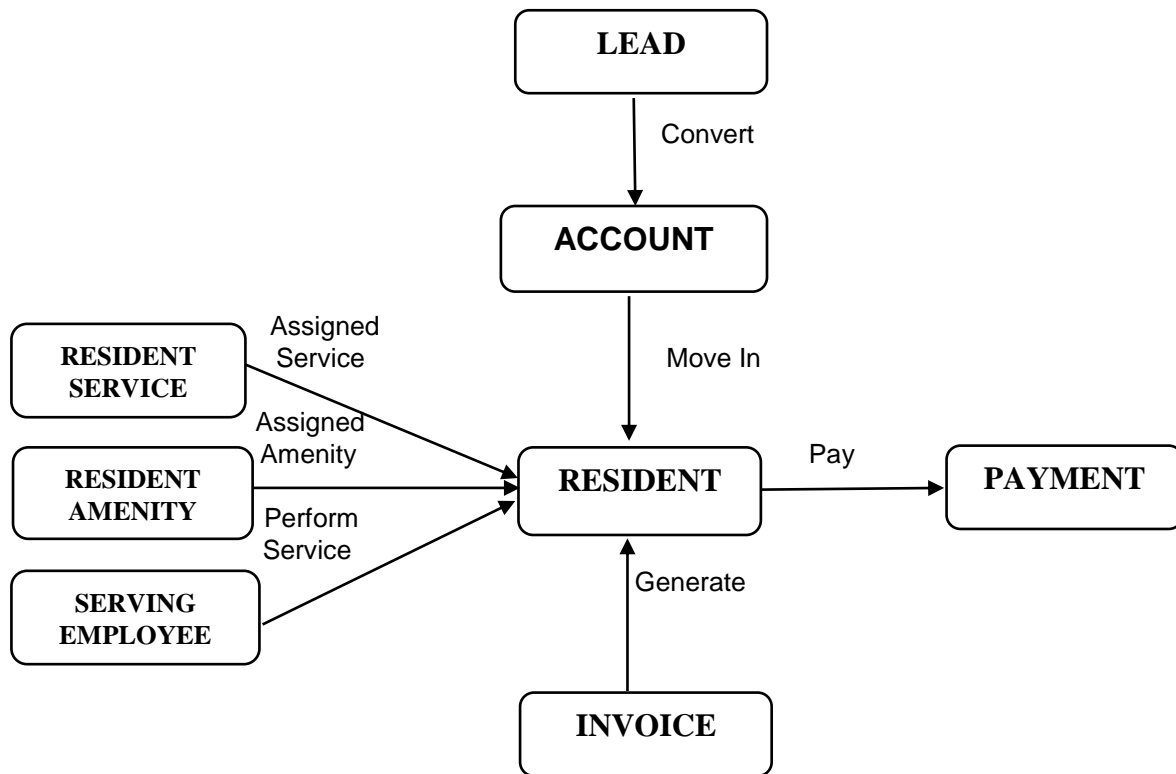 LEAD
Convert
ACCOUNT
Move In
Assigned
Service
RESIDENT
SERVICE
Assigned
Amenity
RESIDENT
AMENITY
Perform
Service
SERVING
EMPLOYEE
RESIDENT
Pay
PAYMENT
Generate
INVOICE